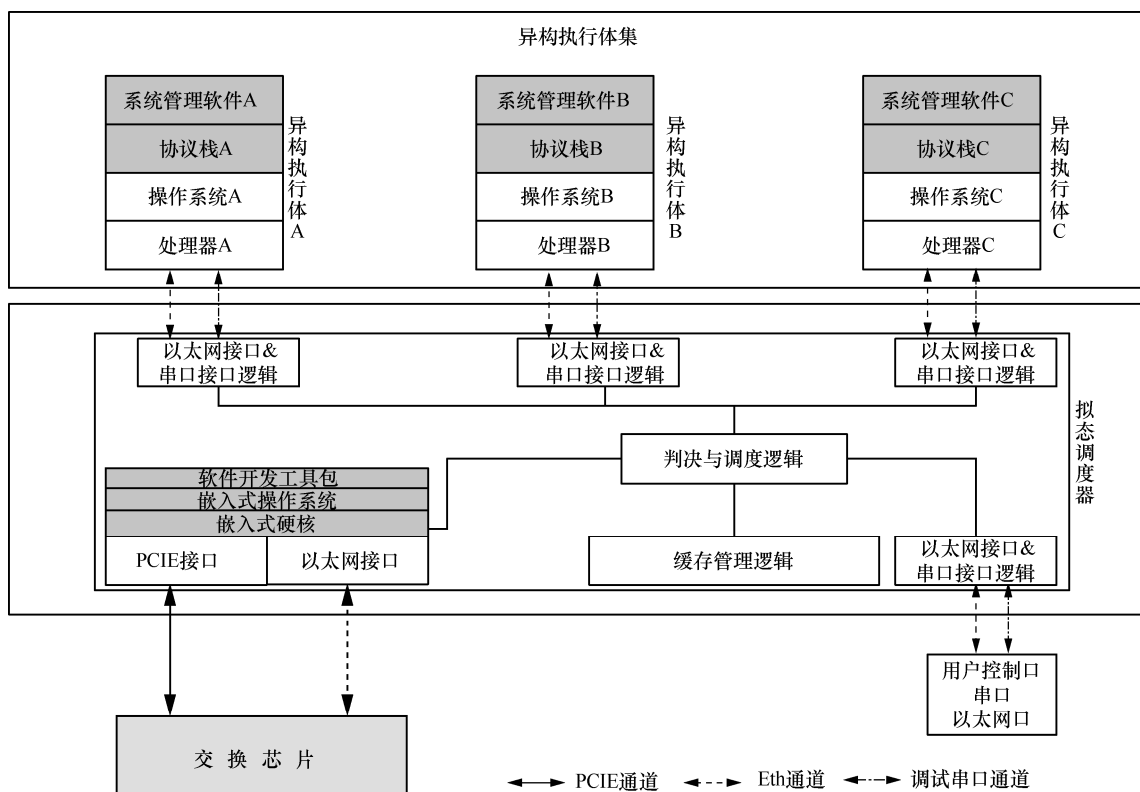 异构执行体集
系统管理软件A
协议栈A
操作系统A
处理器A
异构执行体A
系统管理软件B
协议栈B
操作系统B
处理器B
异构执行体B
系统管理软件C
协议栈C
操作系统C
处理器C
异构执行体C
以太网接口&
串口接口逻辑
以太网接口&
串口接口逻辑
以太网接口&
串口接口逻辑
拟态调度器
判决与调度逻辑
软件开发工具包
嵌入式操作系统
嵌入式硬核
PCIE接口
以太网接口
缓存管理逻辑
以太网接口&
串口接口逻辑
用户控制口
串口
以太网口
交换芯片
PCIE通道
Eth通道
调试串口通道